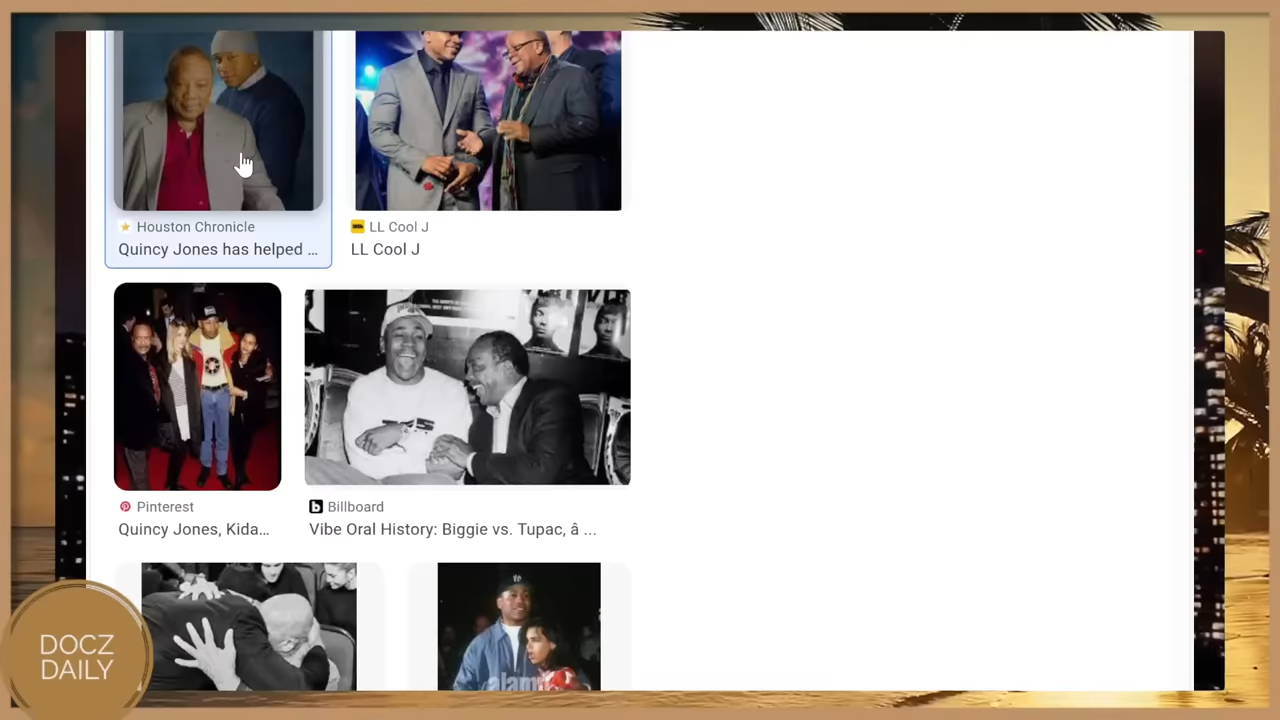 Houston Chronicle
Quincy Jones has helped ...
LL Cool J
LL Cool J
Pinterest
Quincy Jones, Kida...
Billboard
Vibe Oral History: Biggie vs. Tupac, â ...
alamy
DOCZ
DAILY